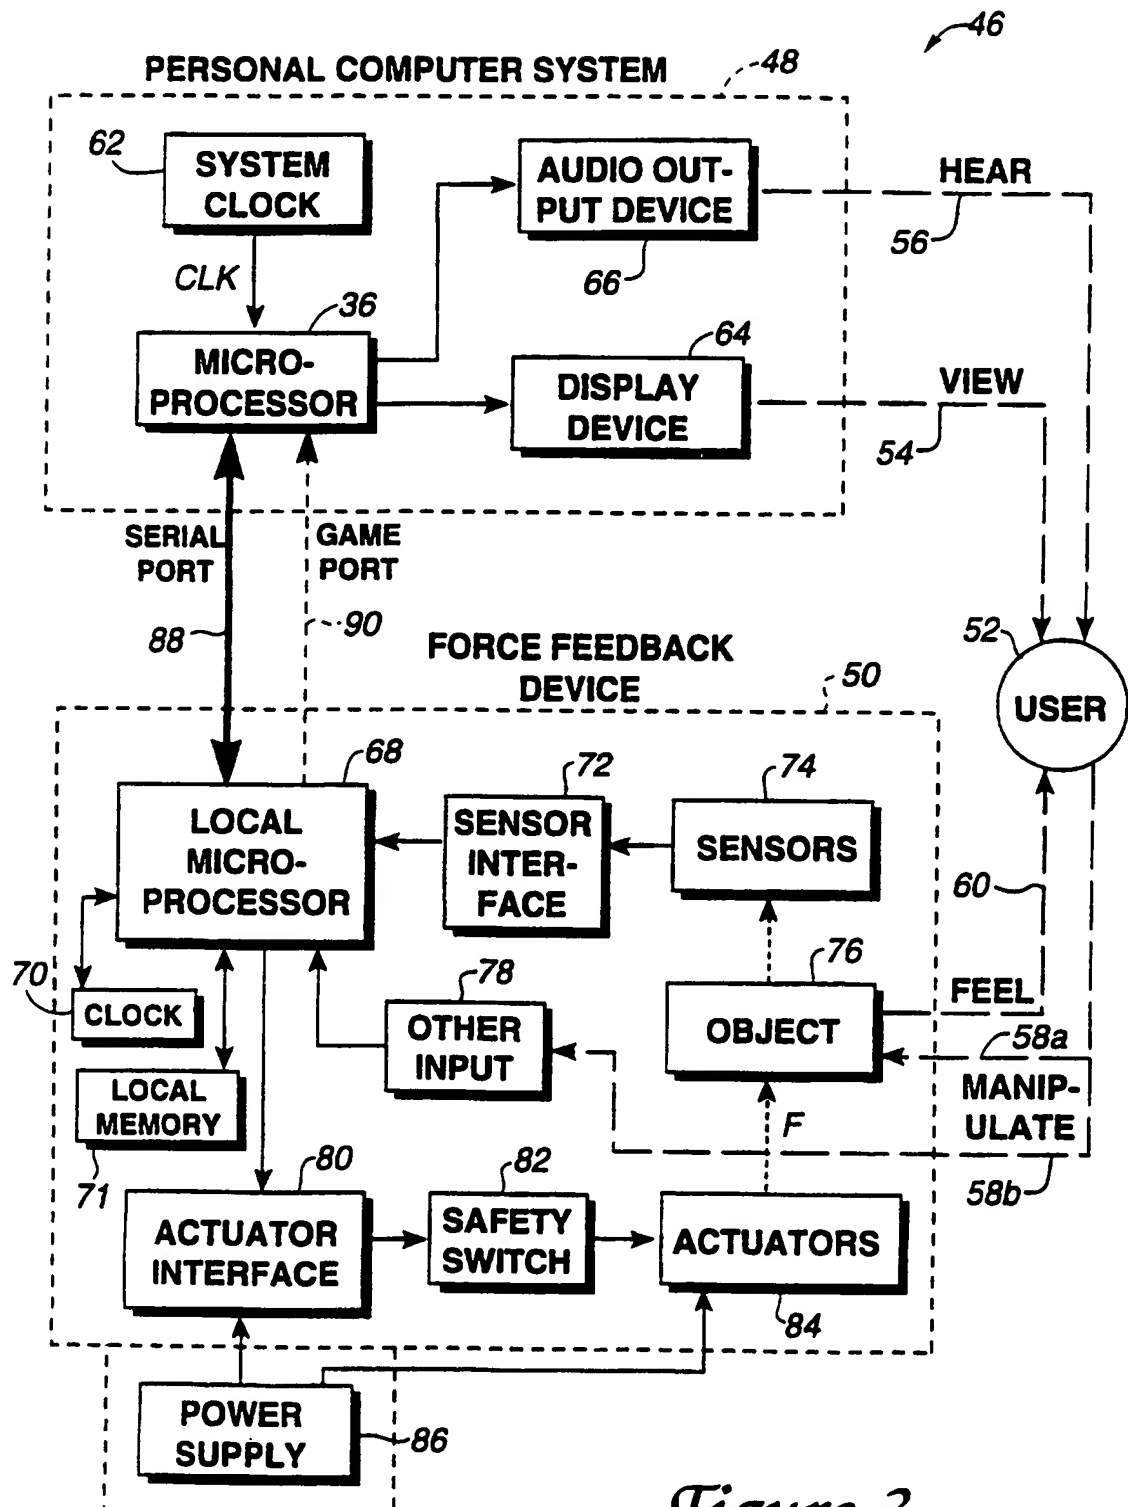 46
PERSONAL COMPUTER SYSTEM
48
62
SYSTEM
CLOCK
AUDIO OUT-
PUT DEVICE
66
HEAR
56
CLK
36
MICRO-
PROCESSOR
64
DISPLAY
DEVICE
VIEW
54
SERIAL
PORT
GAME
PORT
88
90
FORCE FEEDBACK
DEVICE
50
52
USER
68
LOCAL
MICRO-
PROCESSOR
72
SENSOR
INTER-
FACE
74
SENSORS
60
70
CLOCK
78
OTHER
INPUT
76
OBJECT
FEEL
58a
MANIP-
ULATE
58b
LOCAL
MEMORY
71
F
80
ACTUATOR
INTERFACE
82
SAFETY
SWITCH
ACTUATORS
84
POWER
SUPPLY
86
Figure 2